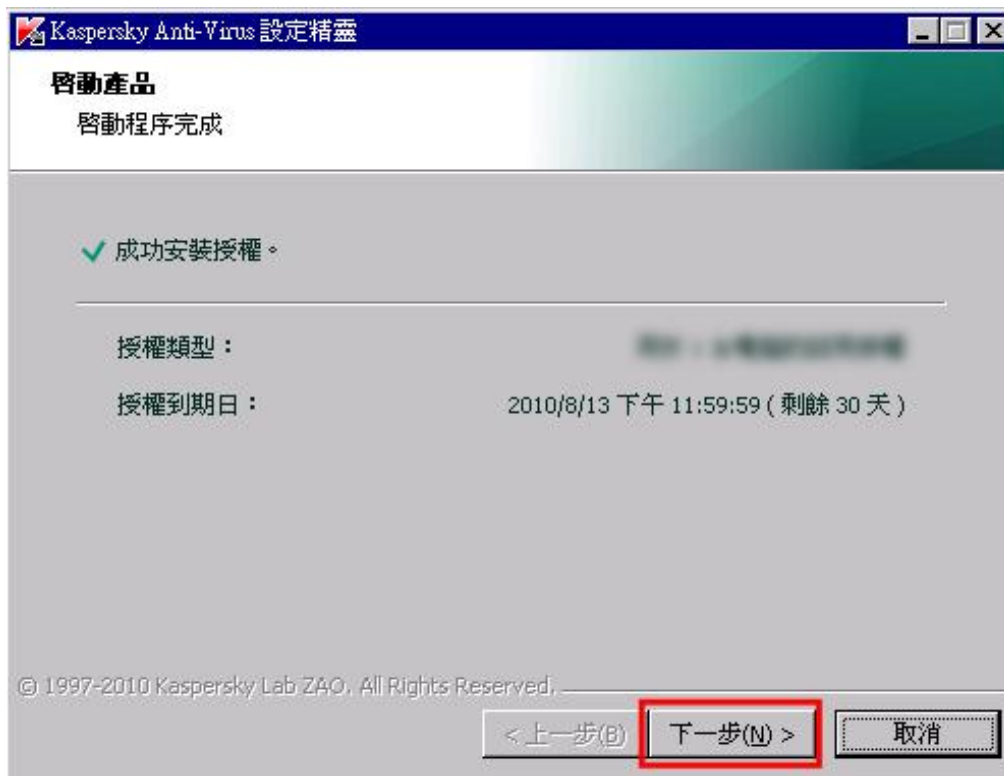 Kaspersky Anti-Virus 設定精靈
啓動產品
啓動程序完成
成功安裝授權。
授權類型：
授權到期日： 2010/8/13 下午 11:59:59 ( 剩餘 30 天 )
© 1997-2010 Kaspersky Lab ZAO. All Rights Reserved.
< 上一步(B) 下一步(N) > 取消